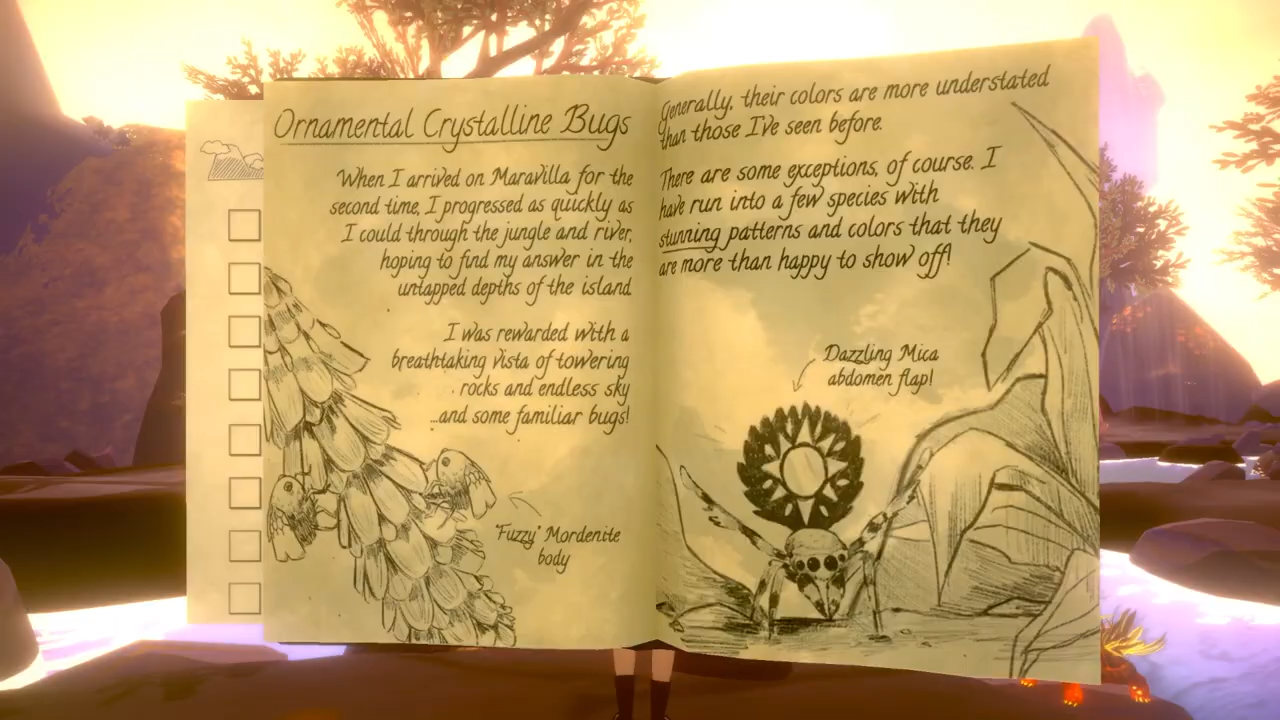 Ornamental Crystalline Bugs
When I arrived on Maravilla for the
second time, I progressed as quickly as
I could through the jungle and river,
hoping to find my answer in the
untapped depths of the island.
I was rewarded with a
breathtaking vista of towering
rocks and endless sky
...and some familiar bugs!
"Fuzzy" Mordenite
body
Generally, their colors are more understated
than those I've seen before.
There are some exceptions, of course. I
have run into a few species with
stunning patterns and colors that they
are more than happy to show off!
Dazzling Mica
abdomen flap!